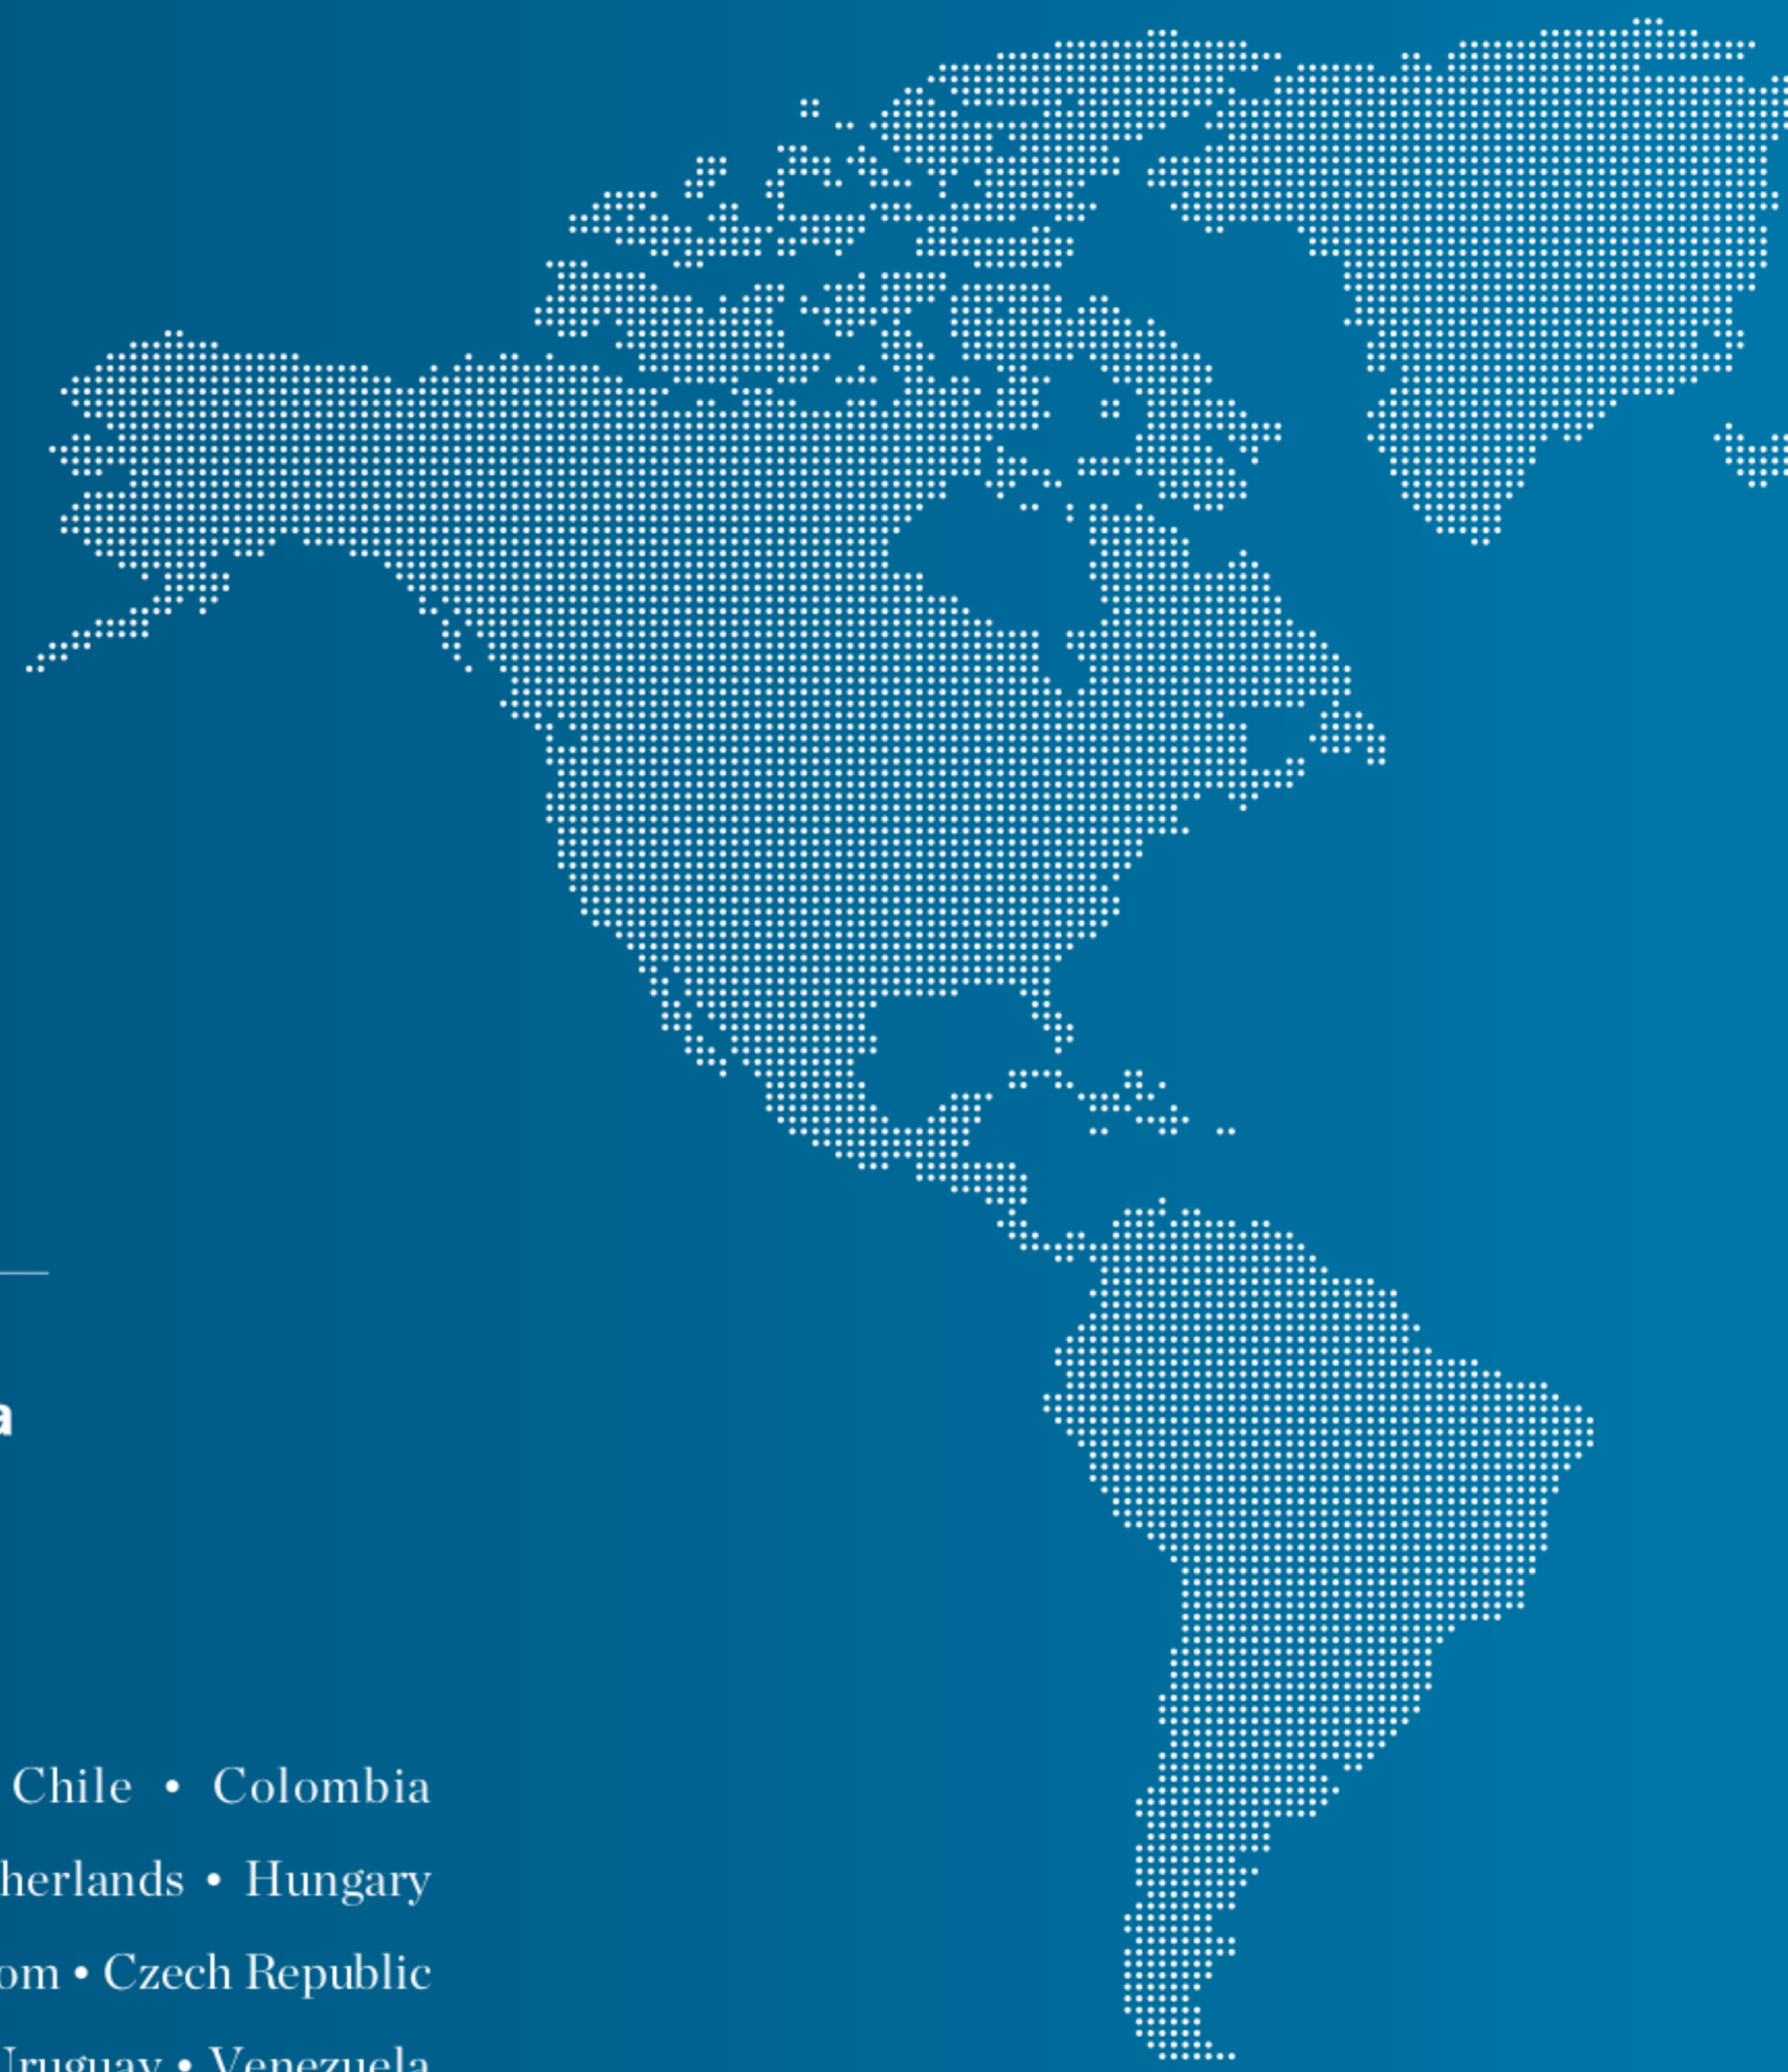 a
Chile • Colombia
herlands • Hungary
om • Czech Republic
Uruguay • Venezuela